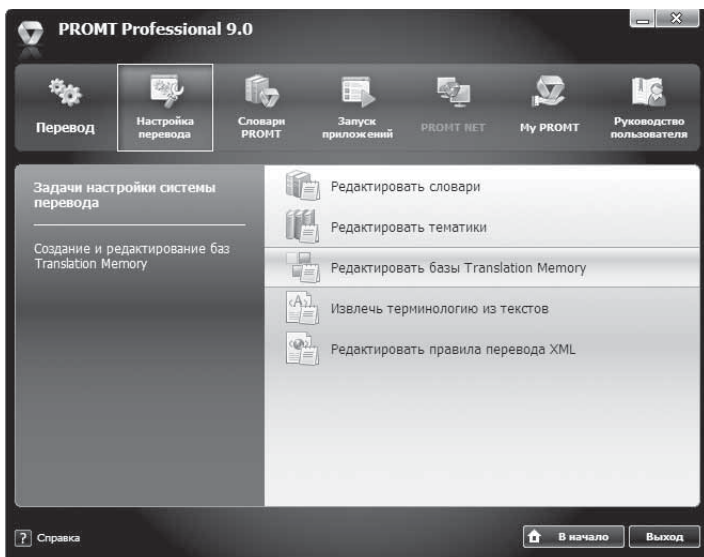 PROMT Professional 9.0
Перевод
Настройка
перевода
Словари
PROMT
Запуск
приложений
PROMT NET
My PROMT
Руководство
пользователя
Задачи настройки системы
перевода
Создание и редактирование баз
Translation Memory
Редактировать словари
Редактировать тематики
Редактировать базы Translation Memory
Извлечь терминологию из текстов
Редактировать правила перевода XML
? Справка
В начало
Выход